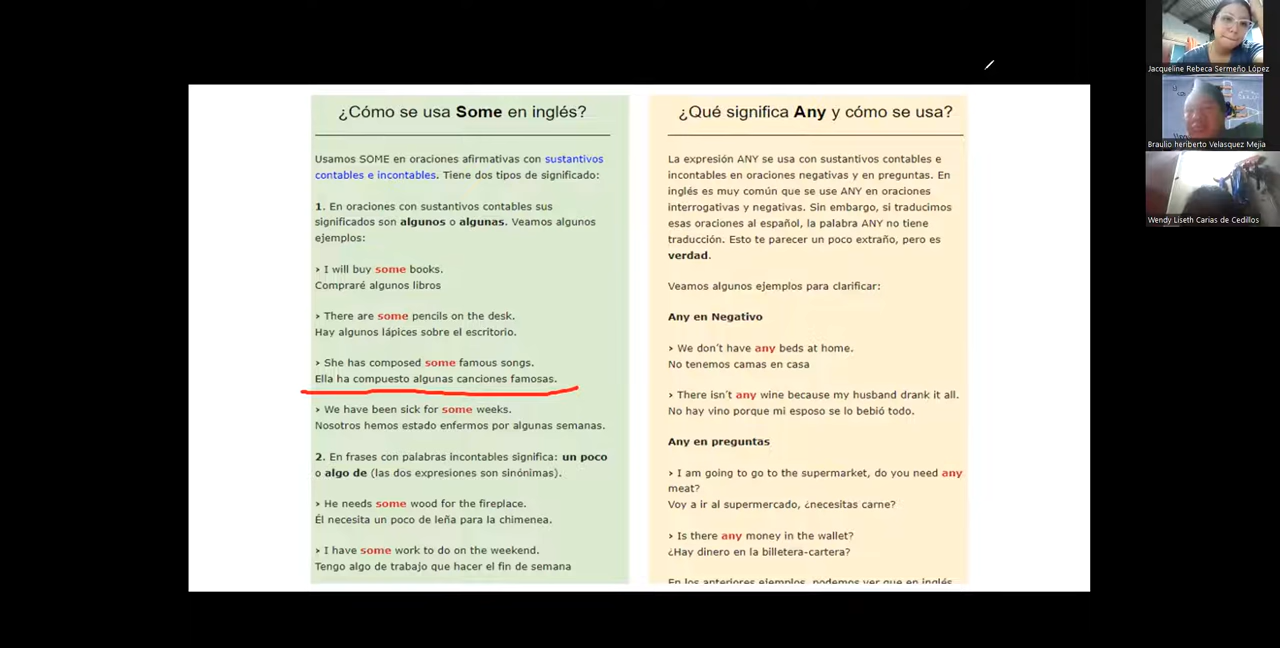 ¿Cómo se usa Some en inglés?
Usamos SOME en oraciones afirmativas con sustantivos
contables e incontables. Tiene dos tipos de significado:
1. En oraciones con sustantivos contables sus
significados son algunos o algunas. Veamos algunos
ejemplos:
› I will buy some books.
Compraré algunos libros
› There are some pencils on the desk.
Hay algunos lápices sobre el escritorio.
› She has composed some famous songs.
Ella ha compuesto algunas canciones famosas.
› We have been sick for some weeks.
Nosotros hemos estado enfermos por algunas semanas.
2. En frases con palabras incontables significa: un poco
o algo de (las dos expresiones son sinónimas).
› He needs some wood for the fireplace.
Él necesita un poco de leña para la chimenea.
› I have some work to do on the weekend.
Tengo algo de trabajo que hacer el fin de semana
¿Qué significa Any y cómo se usa?
La expresión ANY se usa con sustantivos contables e
incontables en oraciones negativas y en preguntas. En
inglés es muy común que se use ANY en oraciones
interrogativas y negativas. Sin embargo, si traducimos
esas oraciones al español, la palabra ANY no tiene
traducción. Esto te parecer un poco extraño, pero es
verdad.
Veamos algunos ejemplos para clarificar:
Any en Negativo
› We don't have any beds at home.
No tenemos camas en casa
› There isn't any wine because my husband drank it all.
No hay vino porque mi esposo se lo bebió todo.
Any en preguntas
› I am going to go to the supermarket, do you need any
meat?
Voy a ir al supermercado, ¿necesitas carne?
› Is there any money in the wallet?
¿Hay dinero en la billetera-cartera?
En los anteriores ejemplos, podemos ver que en inglés
Jacqueline Rebeca Sermeño López
Braulio heriberto Velasquez Mejia
Wendy Liseth Carias de Cedillos